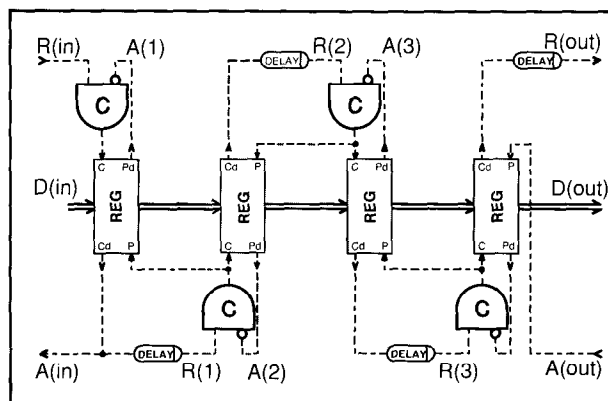 R(in) A(1) R(2) A(3) R(out)
DELAY DELAY
C C
C Pd Cd P C Pd Cd P
D(in) REG REG REG REG D(out)
Cd P C Pd Cd P C Pd
C C
DELAY DELAY
A(in) R(1) A(2) R(3) A(out)